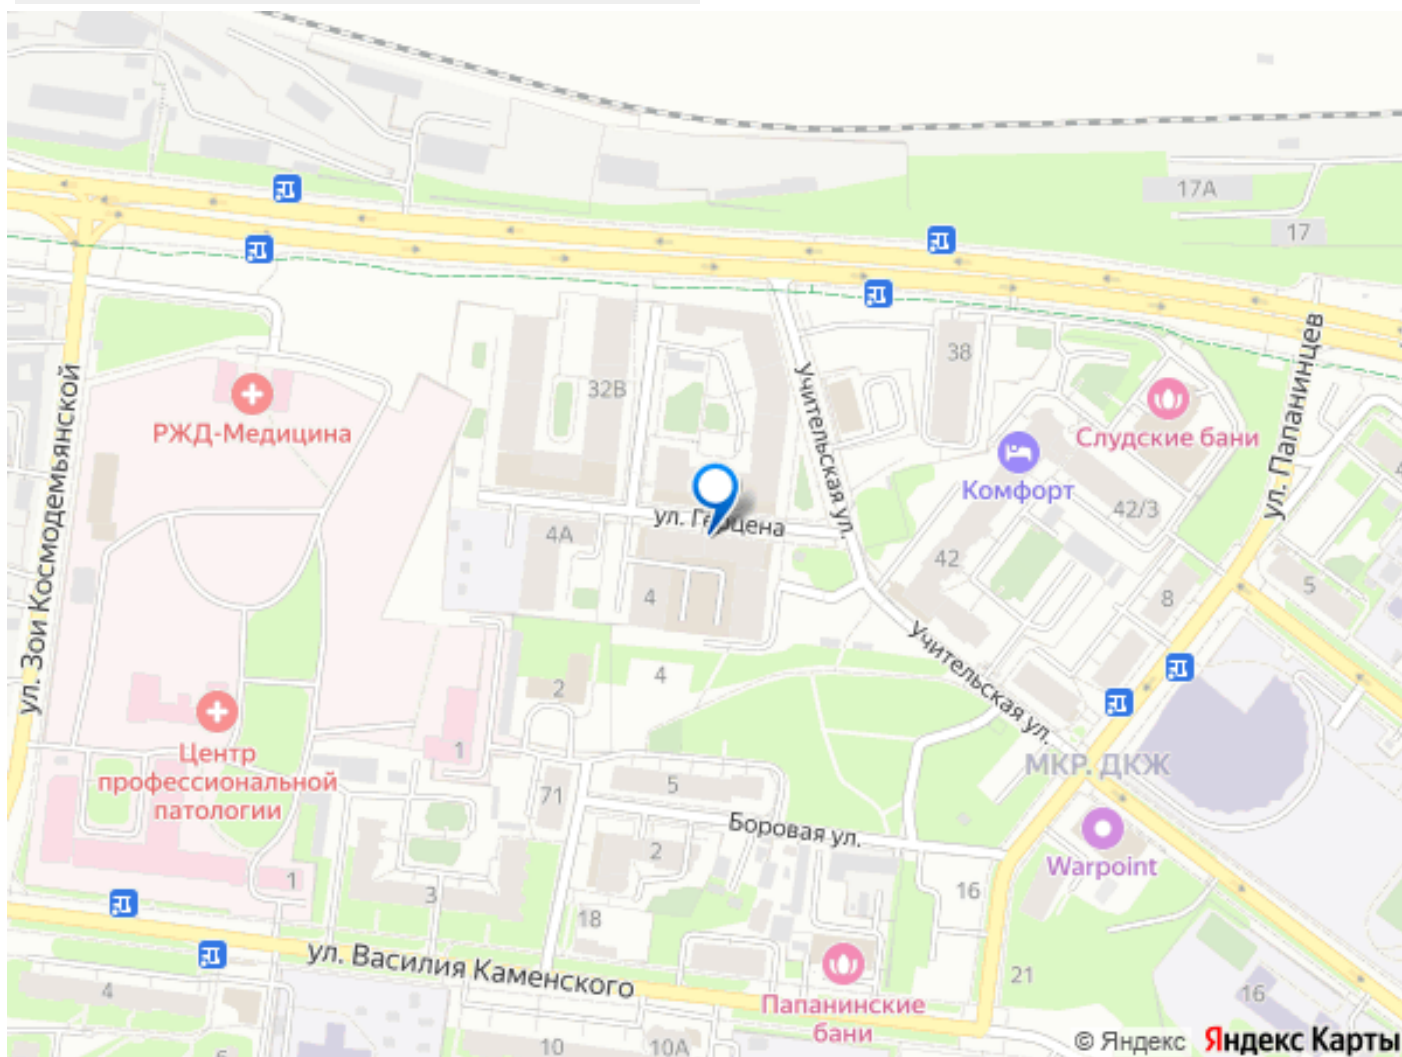 17А
17
ул. Папанинцев
38
32В
Учительская ул.
ул. Зои Космодемьянской
РЖД-Медицина
Слудские бани
Комфорт
42/3
ул. Герцена
4А
42
5
8
4
Учительская ул.
4
2
1
МКР. ДКЖ
Центр
профессиональной
патологии
5
71
Боровая ул.
2
Warpoint
1
3
16
18
ул. Василия Каменского
21
16
4
Папанинские
бани
10
10А
© Яндекс Яндекс Карты